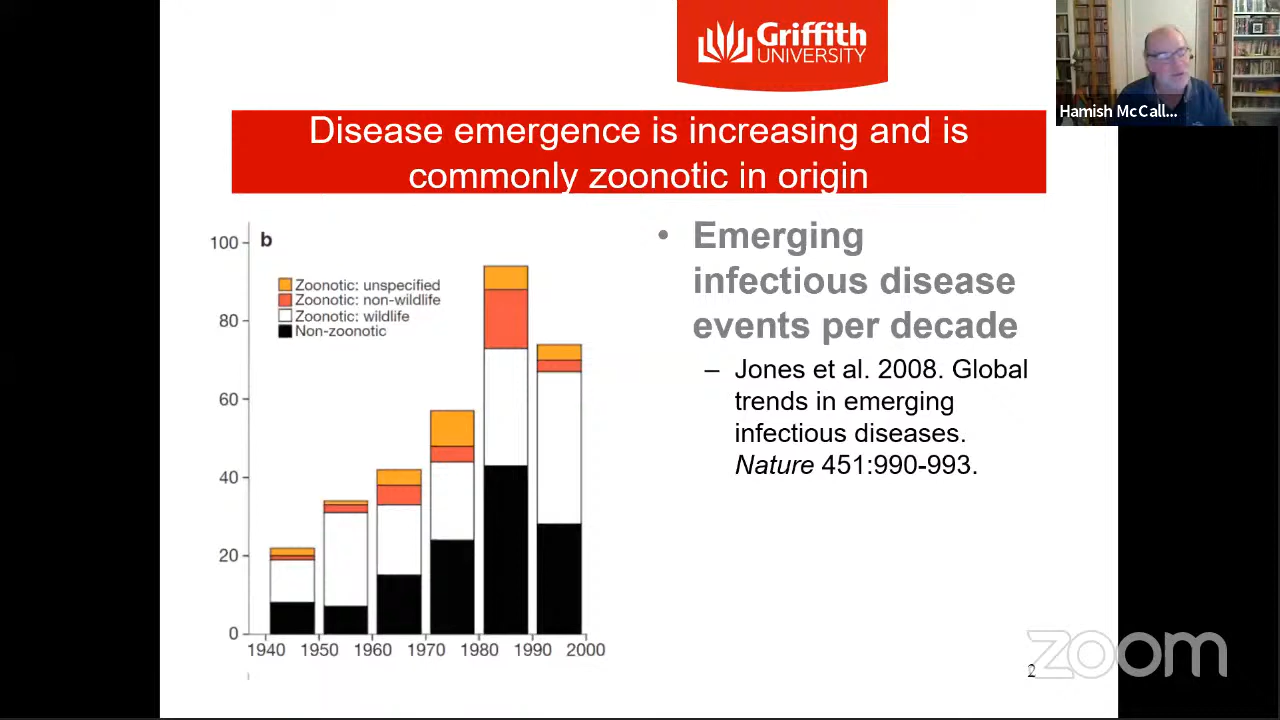 Griffith
UNIVERSITY
Hamish McCall...
Disease emergence is increasing and is
commonly zoonotic in origin
100
80
60
40
20
0
b
Zoonotic: unspecified
Zoonotic: non-wildlife
Zoonotic: wildlife
Non-zoonotic
1940 1950 1960 1970 1980 1990 2000
• Emerging
infectious disease
events per decade
– Jones et al. 2008. Global
trends in emerging
infectious diseases.
Nature 451:990-993.
2
zoom